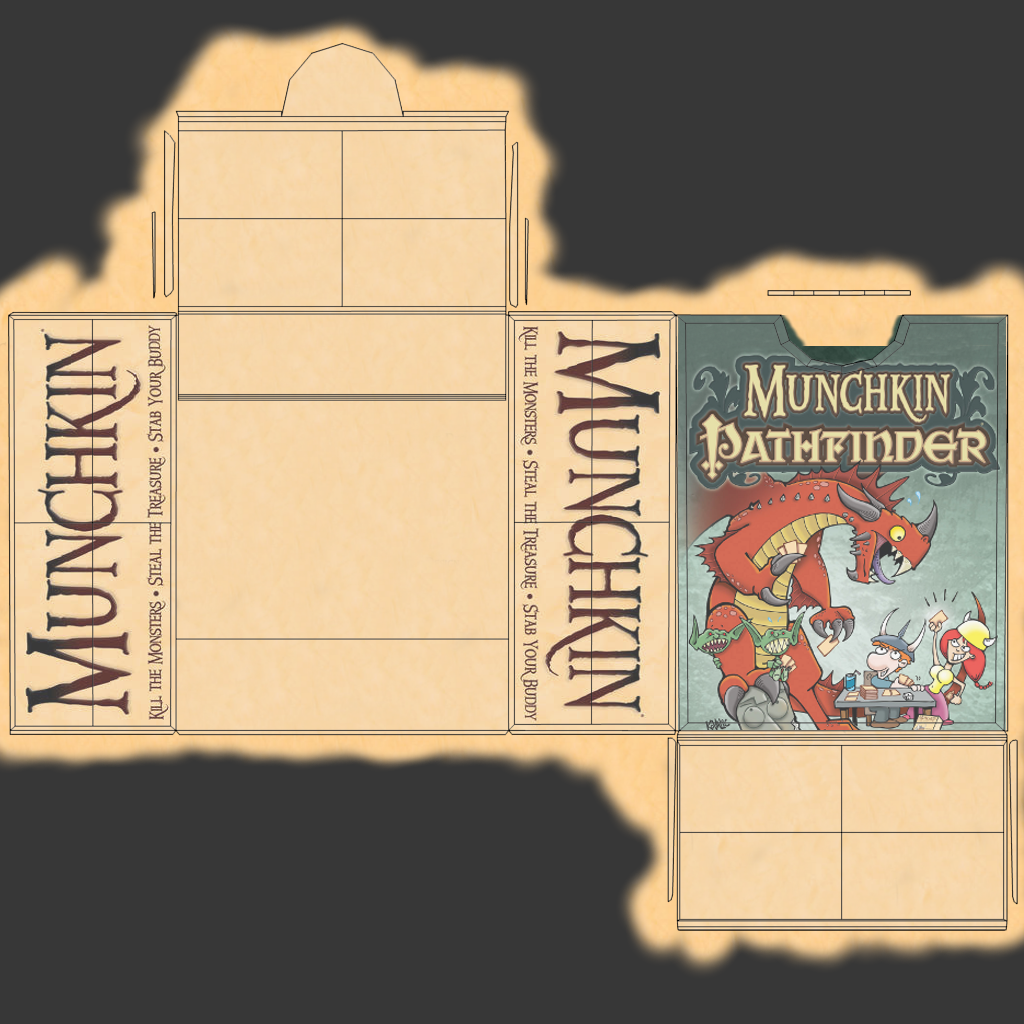 MUNCHKIN
KILL THE MONSTERS • STEAL THE TREASURE • STAB YOUR BUDDY
KILL THE MONSTERS • STEAL THE TREASURE • STAB YOUR BUDDY
MUNCHKIN
MUNCHKIN
PATHFINDER